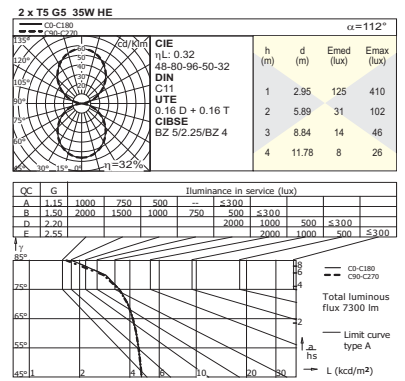 2 x T5 G5 35W HE
C0-C180
C90-C270
α=112°
135° cd/Klm
120°
105°
90°
75°
60°
45° 30° 15° 0° η=32%
CIE
ηL: 0.32
48-80-96-50-32
DIN
C11
UTE
0.16 D + 0.16 T
CIBSE
BZ 5/2.25/BZ 4
h d Emed Emax
(m) (m) (lux) (lux)
1 2.95 125 410
2 5.89 31 102
3 8.84 14 46
4 11.78 8 26
QC G Iluminance in service (lux)
A 1.15 1000 750 500 -- ≤300
B 1.50 2000 1500 1000 750 500 ≤300
D 2.20 2000 1000 500 ≤300
E 2.55 2000 1000 500 ≤300
γ
85°
75°
65°
45°
1 2 4 6 10 20 30
8
6
4
2
a
hs
C0-C180
C90-C270
Total luminous
flux 7300 lm
Limit curve
type A
L (kcd/m²)